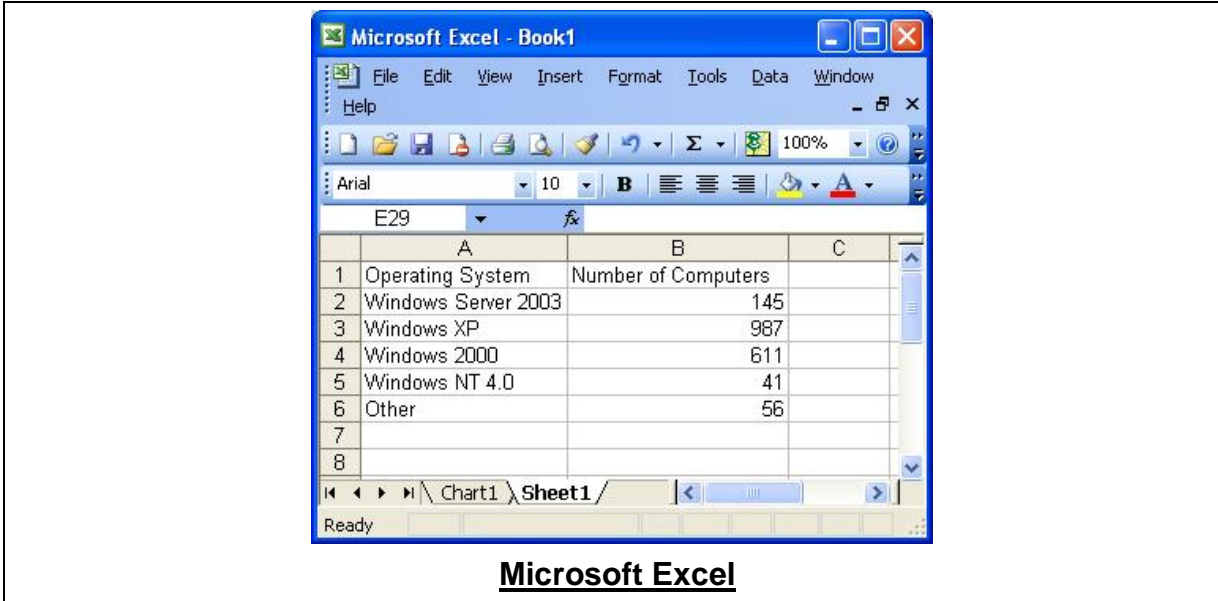 Microsoft Excel - Book1
File Edit View Insert Format Tools Data Window
Help
100%
Arial 10 B A
E29 fx
A B C
1 Operating System Number of Computers
2 Windows Server 2003 145
3 Windows XP 987
4 Windows 2000 611
5 Windows NT 4.0 41
6 Other 56
7
8
Chart1 Sheet1
Ready
Microsoft Excel